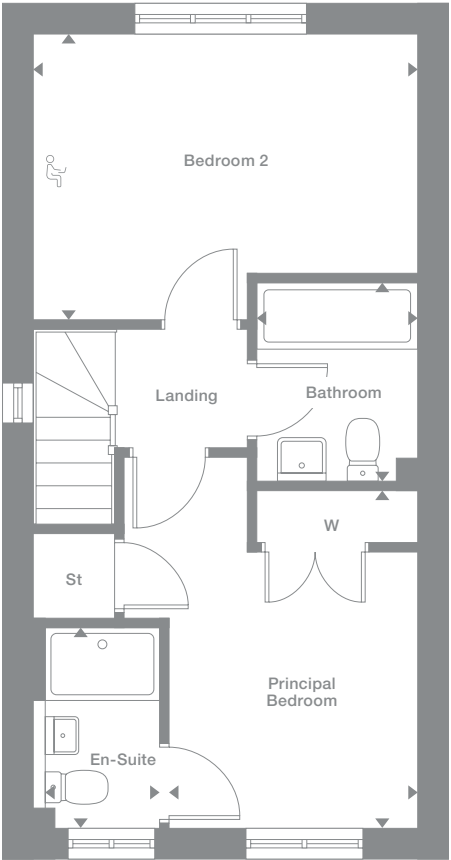 Bedroom 2
Landing
Bathroom
W
St
Principal
Bedroom
En-Suite